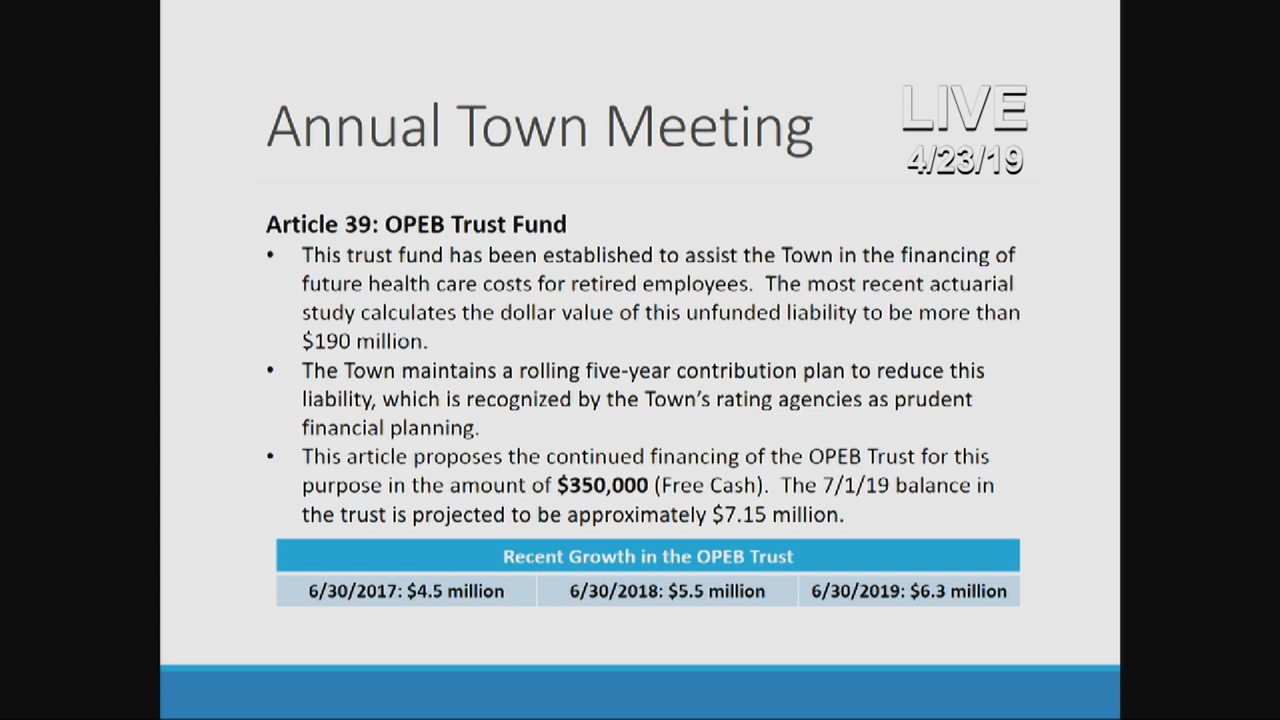 Annual Town Meeting
LIVE
4/23/19
Article 39: OPEB Trust Fund
• This trust fund has been established to assist the Town in the financing of
future health care costs for retired employees. The most recent actuarial
study calculates the dollar value of this unfunded liability to be more than
$190 million.
• The Town maintains a rolling five-year contribution plan to reduce this
liability, which is recognized by the Town's rating agencies as prudent
financial planning.
• This article proposes the continued financing of the OPEB Trust for this
purpose in the amount of $350,000 (Free Cash). The 7/1/19 balance in
the trust is projected to be approximately $7.15 million.
Recent Growth in the OPEB Trust
6/30/2017: $4.5 million 6/30/2018: $5.5 million 6/30/2019: $6.3 million